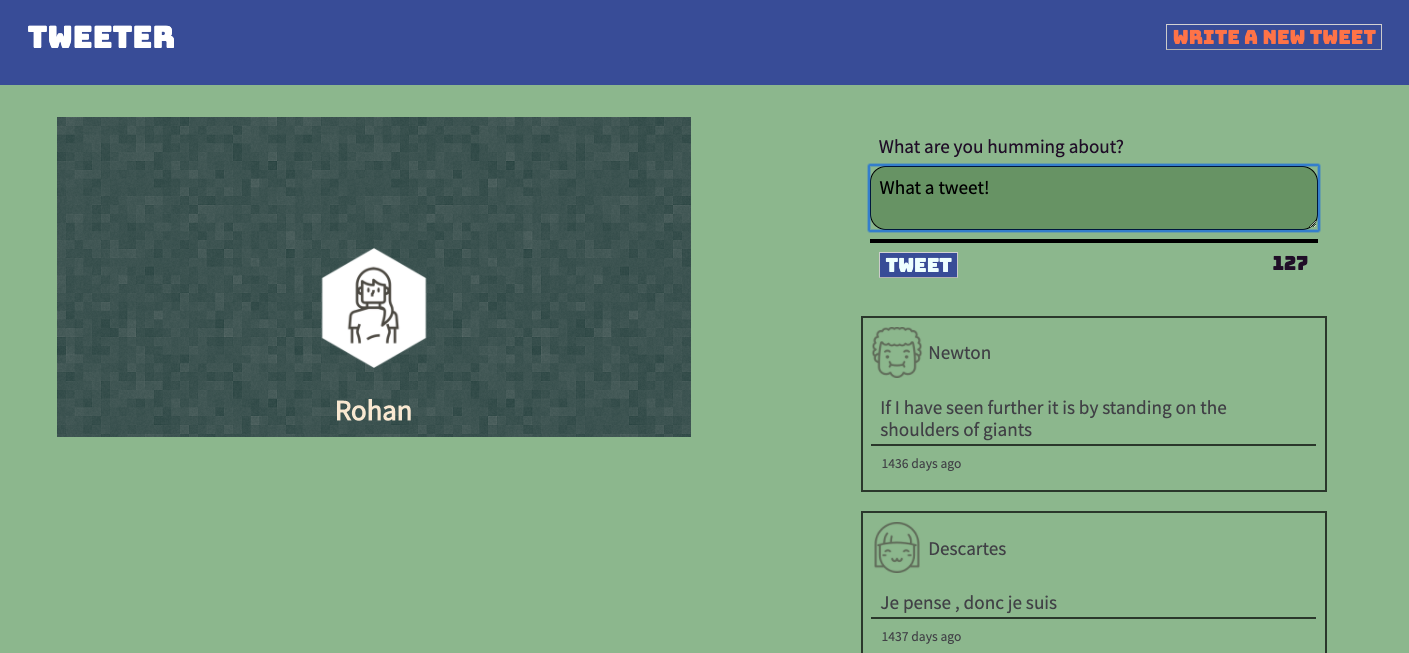 TWEETER
WRITE A NEW TWEET
Rohan
What are you humming about?
What a tweet!
TWEET
127
Newton
If I have seen further it is by standing on the
shoulders of giants
1436 days ago
Descartes
Je pense , donc je suis
1437 days ago